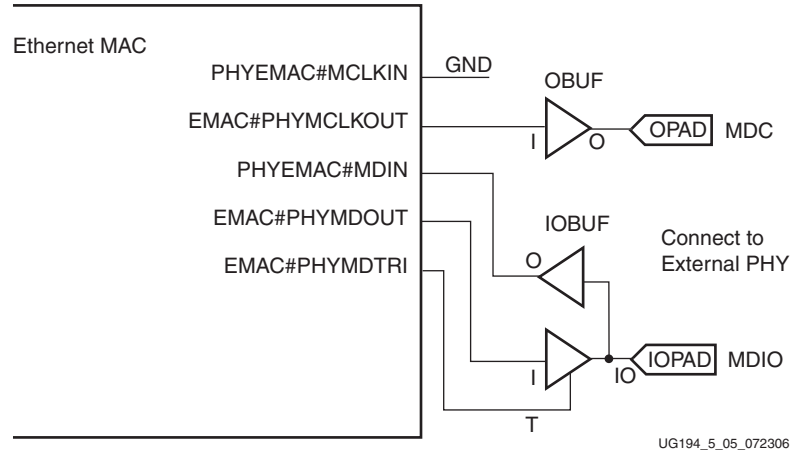 Ethernet MAC
PHYEMAC#MCLKIN
GND
OBUF
EMAC#PHYMCLKOUT
I
O
OPAD
MDC
PHYEMAC#MDIN
EMAC#PHYMDOUT
IOBUF
Connect to
External PHY
O
EMAC#PHYMDTRI
I
IO
IOPAD
MDIO
T
UG194_5_05_072306